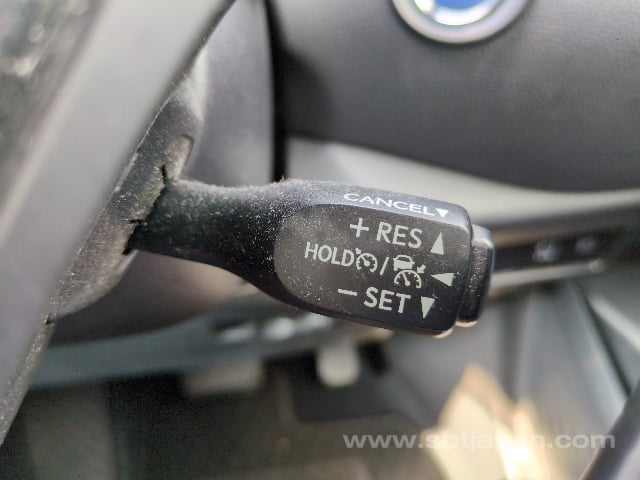 CANCEL▼
+ RES ▲
HOLD / ◀
− SET ▼
www.sbtjapan.com